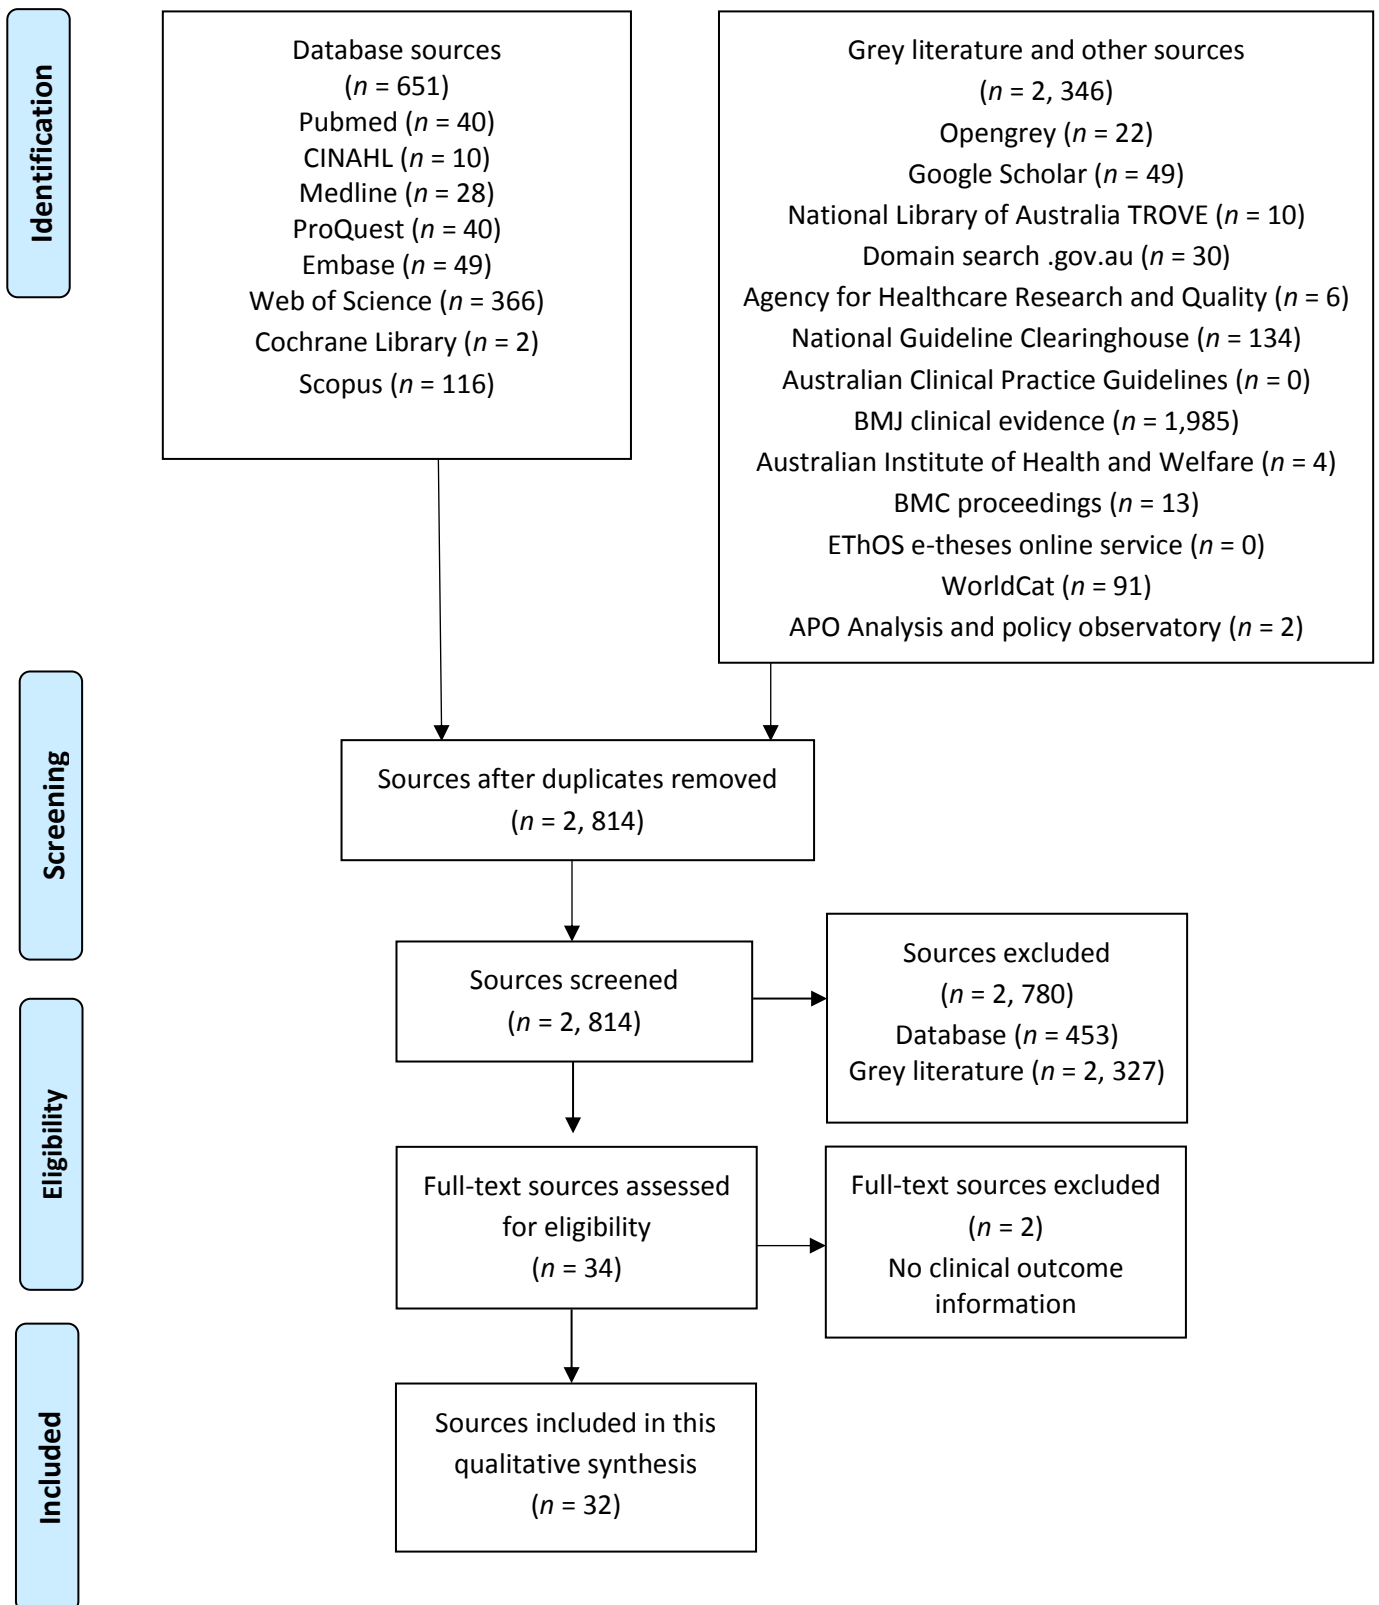 Identification
Database sources
(n = 651)
Pubmed (n = 40)
CINAHL (n = 10)
Medline (n = 28)
ProQuest (n = 40)
Embase (n = 49)
Web of Science (n = 366)
Cochrane Library (n = 2)
Scopus (n = 116)
Grey literature and other sources
(n = 2, 346)
Opengrey (n = 22)
Google Scholar (n = 49)
National Library of Australia TROVE (n = 10)
Domain search .gov.au (n = 30)
Agency for Healthcare Research and Quality (n = 6)
National Guideline Clearinghouse (n = 134)
Australian Clinical Practice Guidelines (n = 0)
BMJ clinical evidence (n = 1,985)
Australian Institute of Health and Welfare (n = 4)
BMC proceedings (n = 13)
EThOS e-theses online service (n = 0)
WorldCat (n = 91)
APO Analysis and policy observatory (n = 2)
Screening
Sources after duplicates removed
(n = 2, 814)
Sources screened
(n = 2, 814)
Sources excluded
(n = 2, 780)
Database (n = 453)
Grey literature (n = 2, 327)
Eligibility
Full-text sources assessed
for eligibility
(n = 34)
Full-text sources excluded
(n = 2)
No clinical outcome
information
Included
Sources included in this
qualitative synthesis
(n = 32)